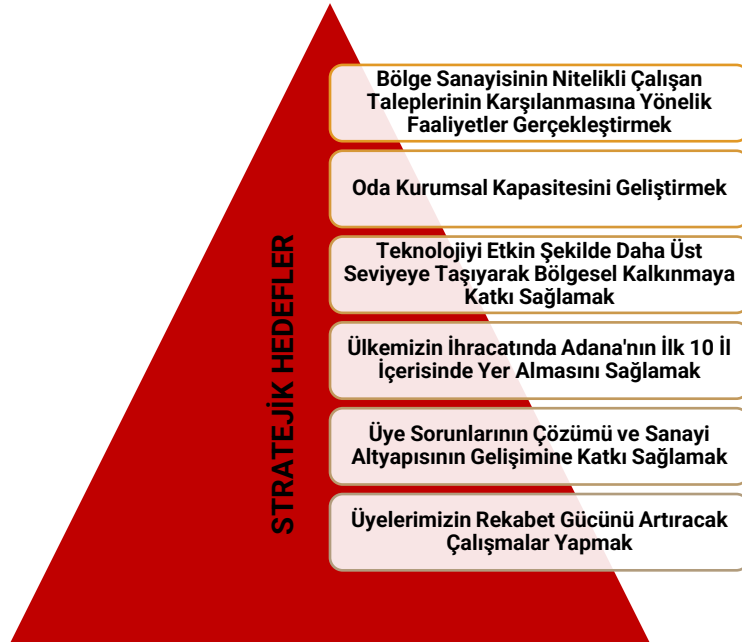 STRATEJİK HEDEFLER
Bölge Sanayisinin Nitelikli Çalışan
Taleplerinin Karşılanmasına Yönelik
Faaliyetler Gerçekleştirmek
Oda Kurumsal Kapasitesini Geliştirmek
Teknolojiyi Etkin Şekilde Daha Üst
Seviyeye Taşıyarak Bölgesel Kalkınmaya
Katkı Sağlamak
Ülkemizin İhracatında Adana'nın İlk 10 İl
İçerisinde Yer Almasını Sağlamak
Üye Sorunlarının Çözümü ve Sanayi
Altyapısının Gelişimine Katkı Sağlamak
Üyelerimizin Rekabet Gücünü Artıracak
Çalışmalar Yapmak